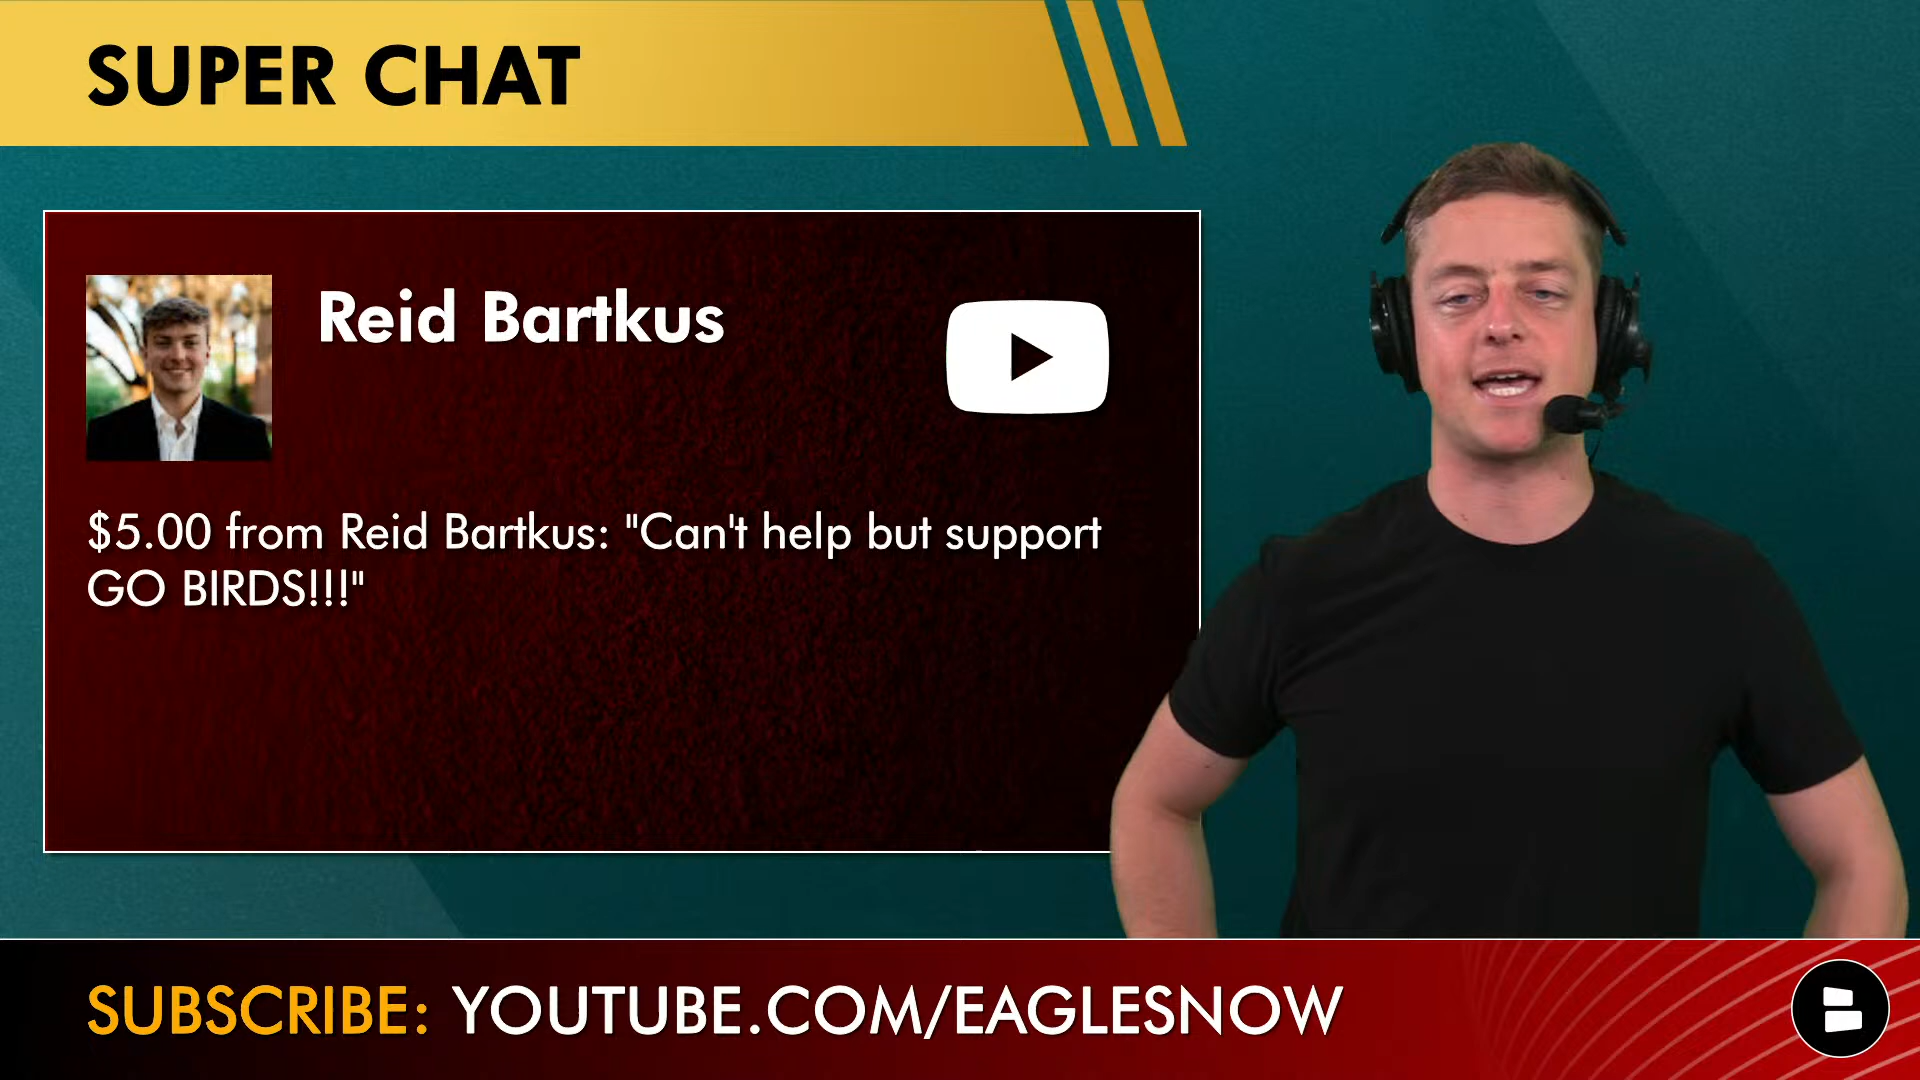 SUPER CHAT
Reid Bartkus
$5.00 from Reid Bartkus: "Can't help but support
GO BIRDS!!!"
SUBSCRIBE: YOUTUBE.COM/EAGLESNOW